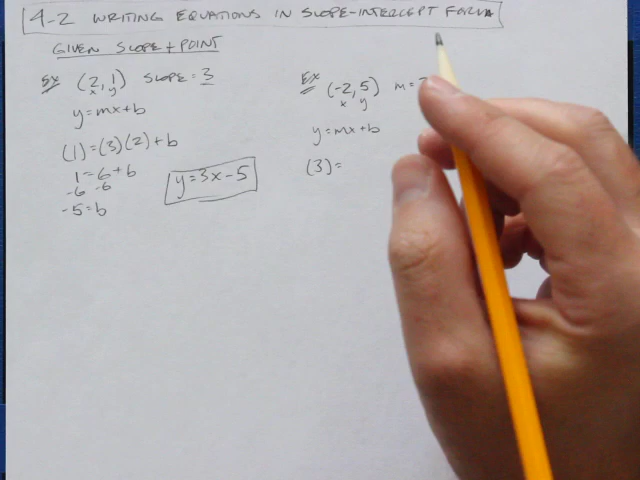 4-2 WRITING EQUATIONS IN SLOPE-INTERCEPT FORM
GIVEN SLOPE + POINT
EX (2,1) SLOPE = 3
x y
y=mx+b
(1)=(3)(2)+b
1=6+b
-6 -6
-5=b
y=3x-5
EX (-2,5) m=
x y
y=mx+b
(3)=